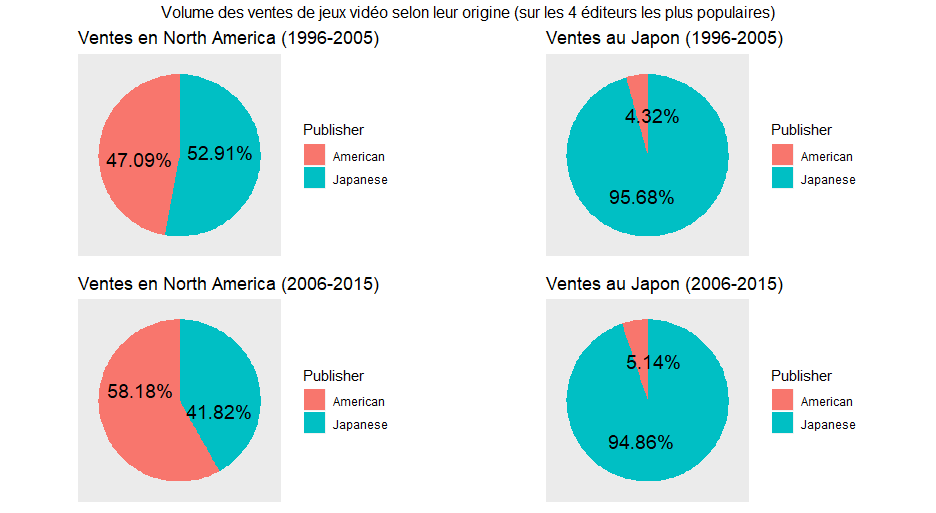 Volume des ventes de jeux vidéo selon leur origine (sur les 4 éditeurs les plus populaires)
Ventes en North America (1996-2005)
47.09%
52.91%
Publisher
American
Japanese
Ventes au Japon (1996-2005)
4.32%
95.68%
Publisher
American
Japanese
Ventes en North America (2006-2015)
58.18%
41.82%
Publisher
American
Japanese
Ventes au Japon (2006-2015)
5.14%
94.86%
Publisher
American
Japanese